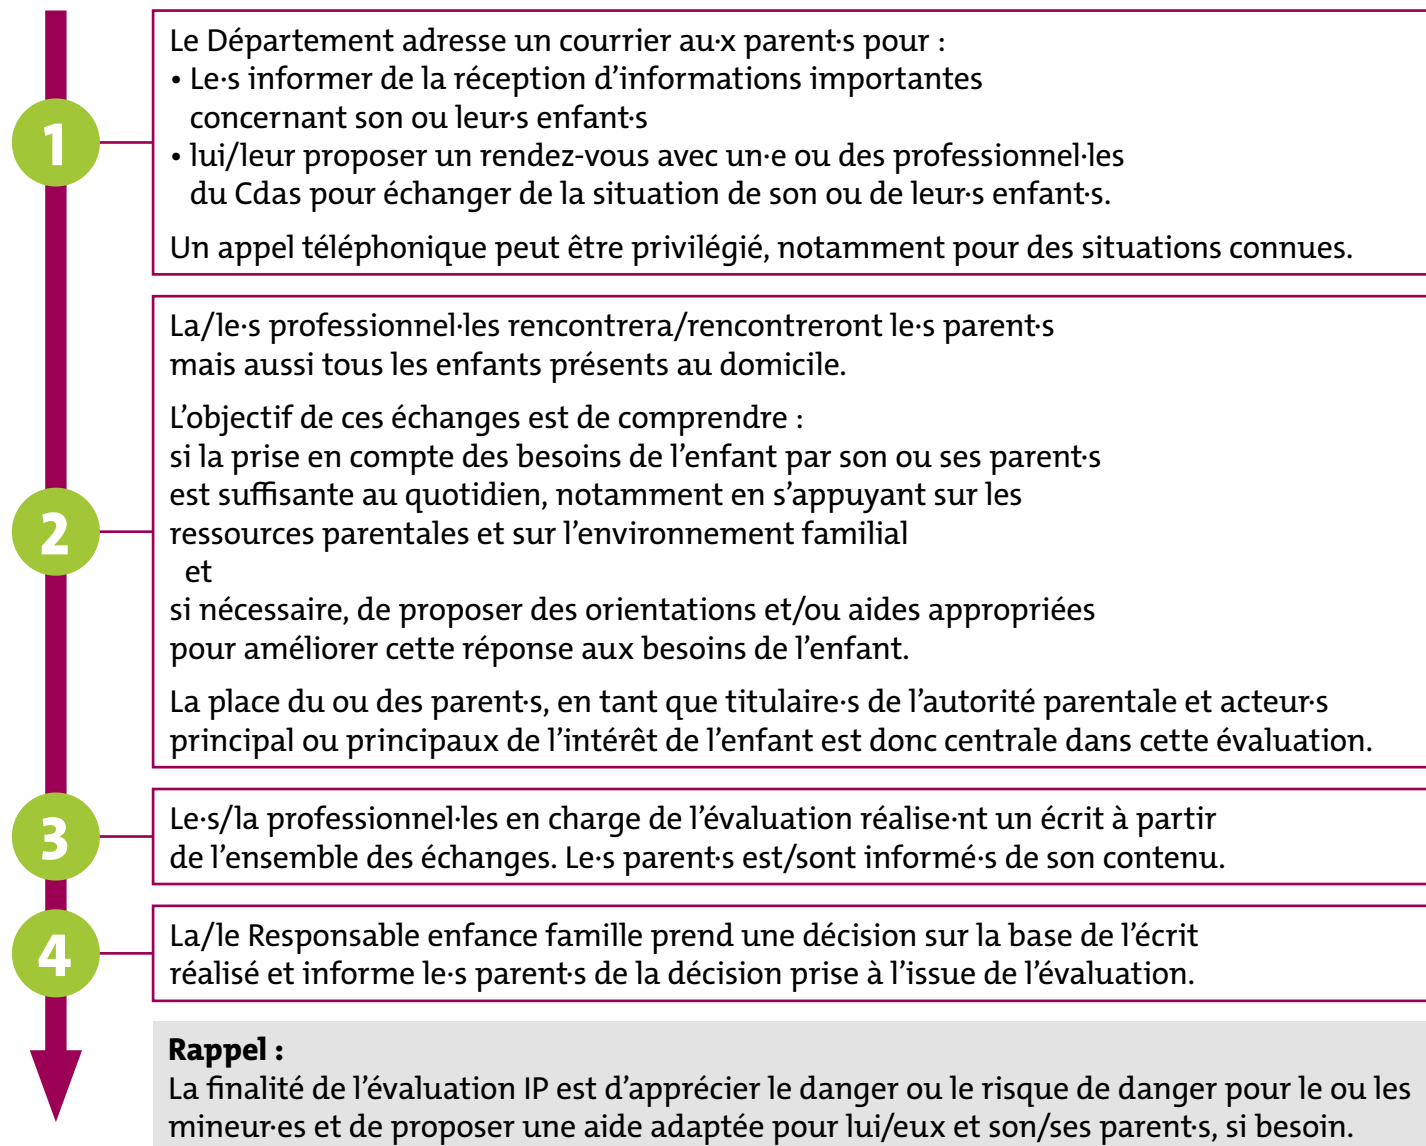 1
Le Département adresse un courrier au·x parent·s pour :
• Le·s informer de la réception d’informations importantes
concernant son ou leur·s enfant·s
• lui/leur proposer un rendez-vous avec un·e ou des professionnel·les
du Cdas pour échanger de la situation de son ou de leur·s enfant·s.
Un appel téléphonique peut être privilégié, notamment pour des situations connues.
2
La/le·s professionnel·les rencontrera/rencontreront le·s parent·s
mais aussi tous les enfants présents au domicile.
L’objectif de ces échanges est de comprendre :
si la prise en compte des besoins de l’enfant par son ou ses parent·s
est suffisante au quotidien, notamment en s’appuyant sur les
ressources parentales et sur l’environnement familial
et
si nécessaire, de proposer des orientations et/ou aides appropriées
pour améliorer cette réponse aux besoins de l’enfant.
La place du ou des parent·s, en tant que titulaire·s de l’autorité parentale et acteur·s
principal ou principaux de l’intérêt de l’enfant est donc centrale dans cette évaluation.
3
Le·s/la professionnel·les en charge de l’évaluation réalise·nt un écrit à partir
de l’ensemble des échanges. Le·s parent·s est/sont informé·s de son contenu.
4
La/le Responsable enfance famille prend une décision sur la base de l’écrit
réalisé et informe le·s parent·s de la décision prise à l’issue de l’évaluation.
Rappel :
La finalité de l’évaluation IP est d’apprécier le danger ou le risque de danger pour le ou les
mineur·es et de proposer une aide adaptée pour lui/eux et son/ses parent·s, si besoin.